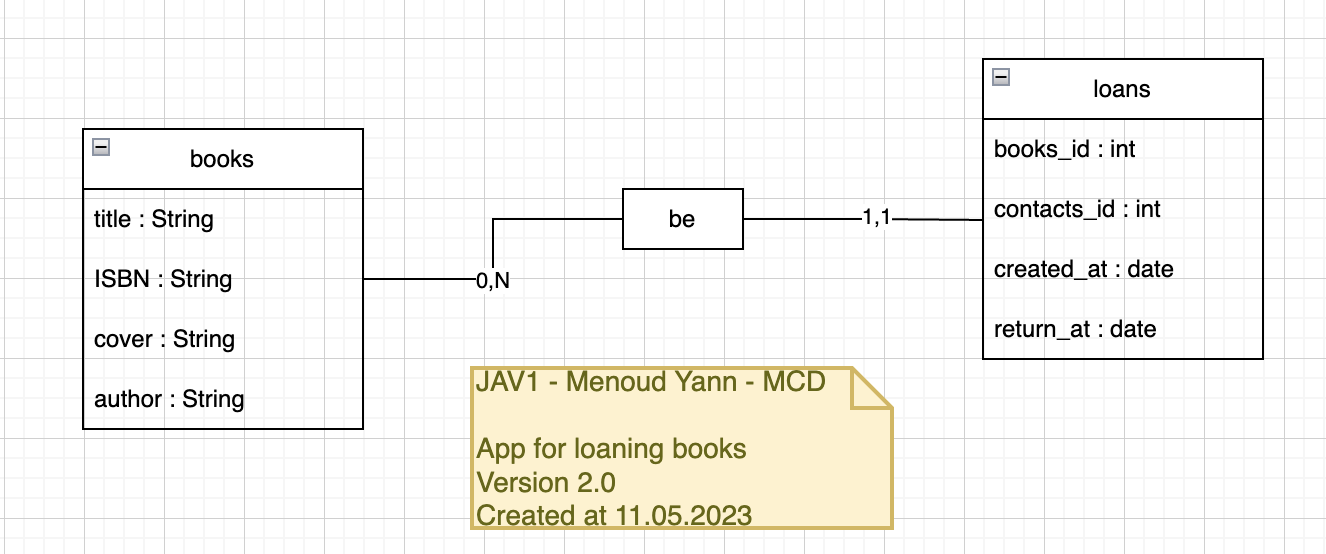 books
title : String
ISBN : String
cover : String
author : String
0,N
be
1,1
loans
books_id : int
contacts_id : int
created_at : date
return_at : date
JAV1 - Menoud Yann - MCD
App for loaning books
Version 2.0
Created at 11.05.2023